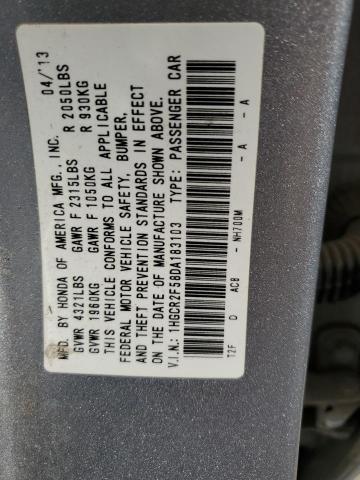 MFD. BY HONDA OF AMERICA MFG., INC. 04/'13
GVWR 4321LBS GAWR F 2315LBS R 2050LBS
GVWR 1960KG GAWR F 1050KG R 930KG
THIS VEHICLE CONFORMS TO ALL APPLICABLE
FEDERAL MOTOR VEHICLE SAFETY, BUMPER,
AND THEFT PREVENTION STANDARDS IN EFFECT
ON THE DATE OF MANUFACTURE SHOWN ABOVE.
V.I.N.: 1HGCR2F58DA183103 TYPE: PASSENGER CAR
T2F D AC8 - NH700M - A - A